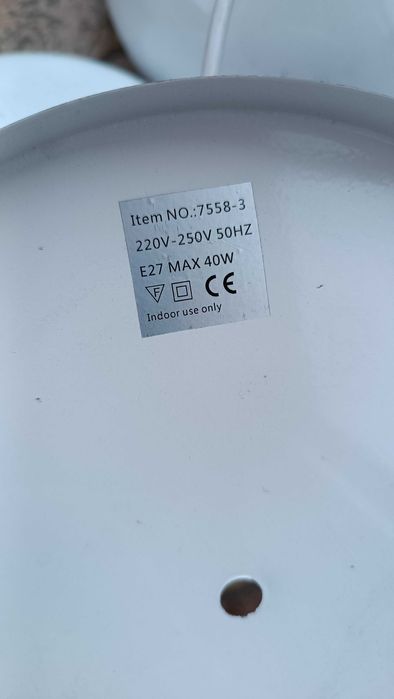 Item NO.:7558-3
220V-250V 50HZ
E27 MAX 40W
F CE
Indoor use only